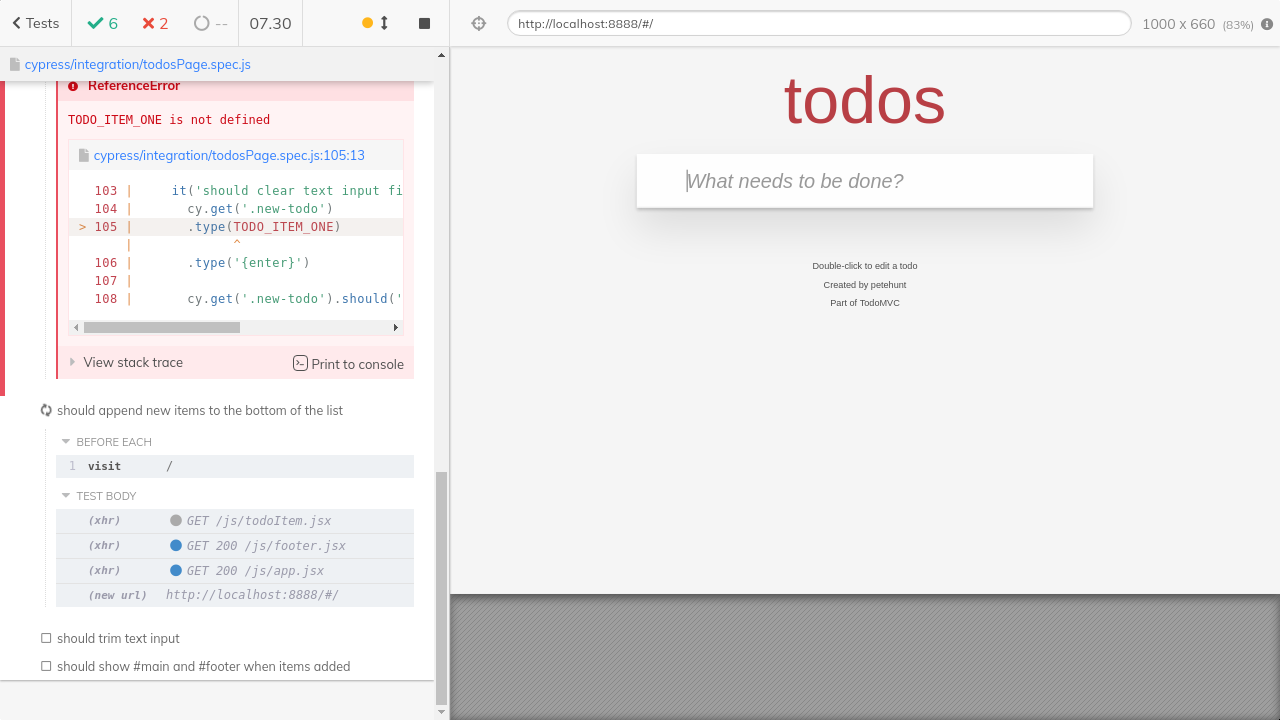 Tests
6
2
--
07.30
http://localhost:8888/#/
1000 x 660 (83%)
cypress/integration/todosPage.spec.js
ReferenceError
TODO_ITEM_ONE is not defined
cypress/integration/todosPage.spec.js:105:13
103 | it('should clear text input fi
104 | cy.get('.new-todo')
> 105 | .type(TODO_ITEM_ONE)
| ^
106 | .type('{enter}')
107 |
108 | cy.get('.new-todo').should('
View stack trace
Print to console
should append new items to the bottom of the list
BEFORE EACH
1 visit /
TEST BODY
(xhr) GET /js/todoItem.jsx
(xhr) GET 200 /js/footer.jsx
(xhr) GET 200 /js/app.jsx
(new url) http://localhost:8888/#/
should trim text input
should show #main and #footer when items added
todos
What needs to be done?
Double-click to edit a todo
Created by petehunt
Part of TodoMVC